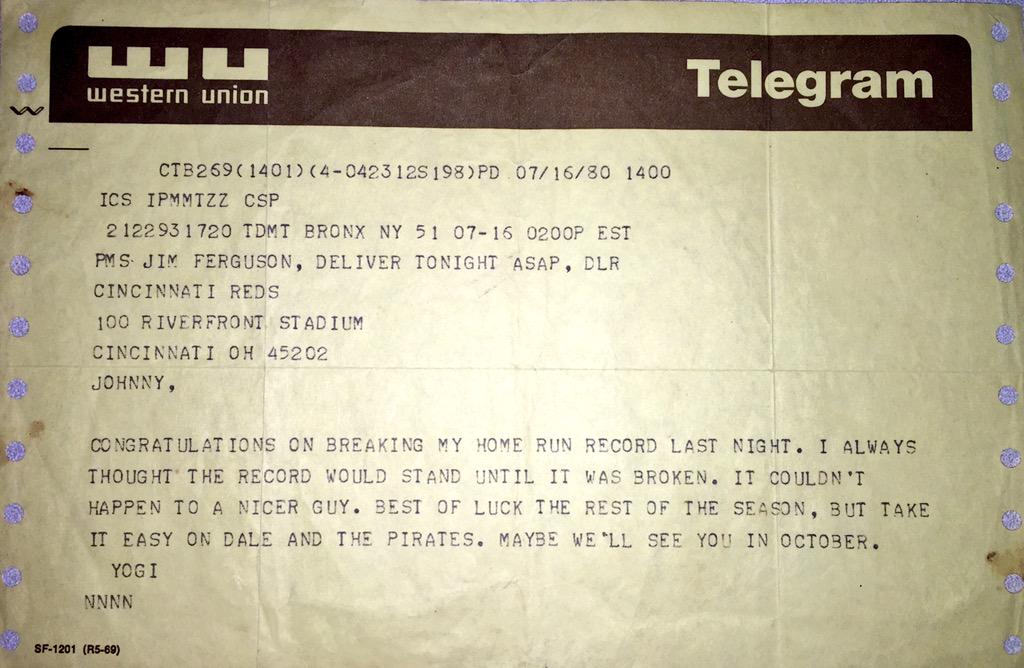 western union
Telegram
CTB269(1401)(4-042312S198)PD 07/16/80 1400
ICS IPMMTZZ CSP
2122931720 TDMT BRONX NY 51 07-16 0200P EST
PMS JIM FERGUSON, DELIVER TONIGHT ASAP, DLR
CINCINNATI REDS
100 RIVERFRONT STADIUM
CINCINNATI OH 45202
JOHNNY,
CONGRATULATIONS ON BREAKING MY HOME RUN RECORD LAST NIGHT. I ALWAYS
THOUGHT THE RECORD WOULD STAND UNTIL IT WAS BROKEN. IT COULDN'T
HAPPEN TO A NICER GUY. BEST OF LUCK THE REST OF THE SEASON, BUT TAKE
IT EASY ON DALE AND THE PIRATES. MAYBE WE'LL SEE YOU IN OCTOBER.
YOGI
NNNN
SF-1201 (R5-69)